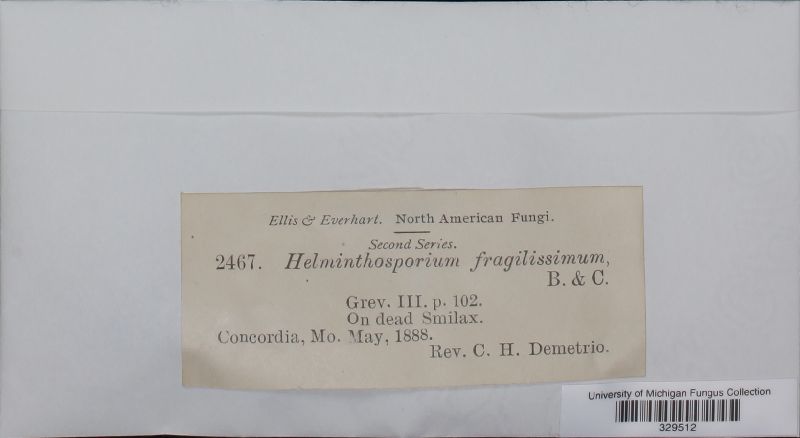 Ellis & Everhart. North American Fungi.
Second Series.
2467. Helminthosporium fragilissimum,
B. & C.
Grev. III. p. 102.
On dead Smilax.
Concordia, Mo. May, 1888.
Rev. C. H. Demetrio.
University of Michigan Fungus Collection
329512